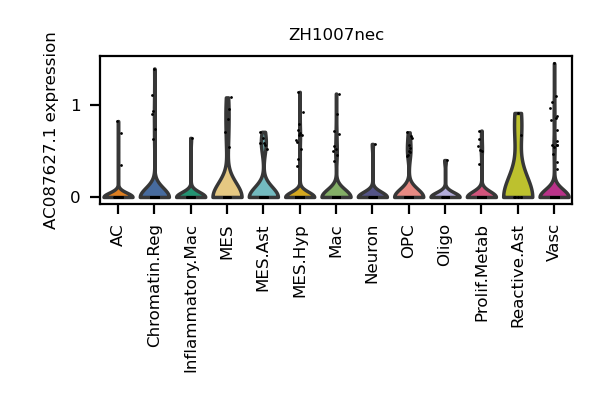 ZH1007nec
AC087627.1 expression
1
0
AC
Chromatin.Reg
Inflammatory.Mac
MES
MES.Ast
MES.Hyp
Mac
Neuron
OPC
Oligo
Prolif.Metab
Reactive.Ast
Vasc